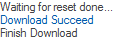 Waiting for reset done...
Download Succeed
Finish Download